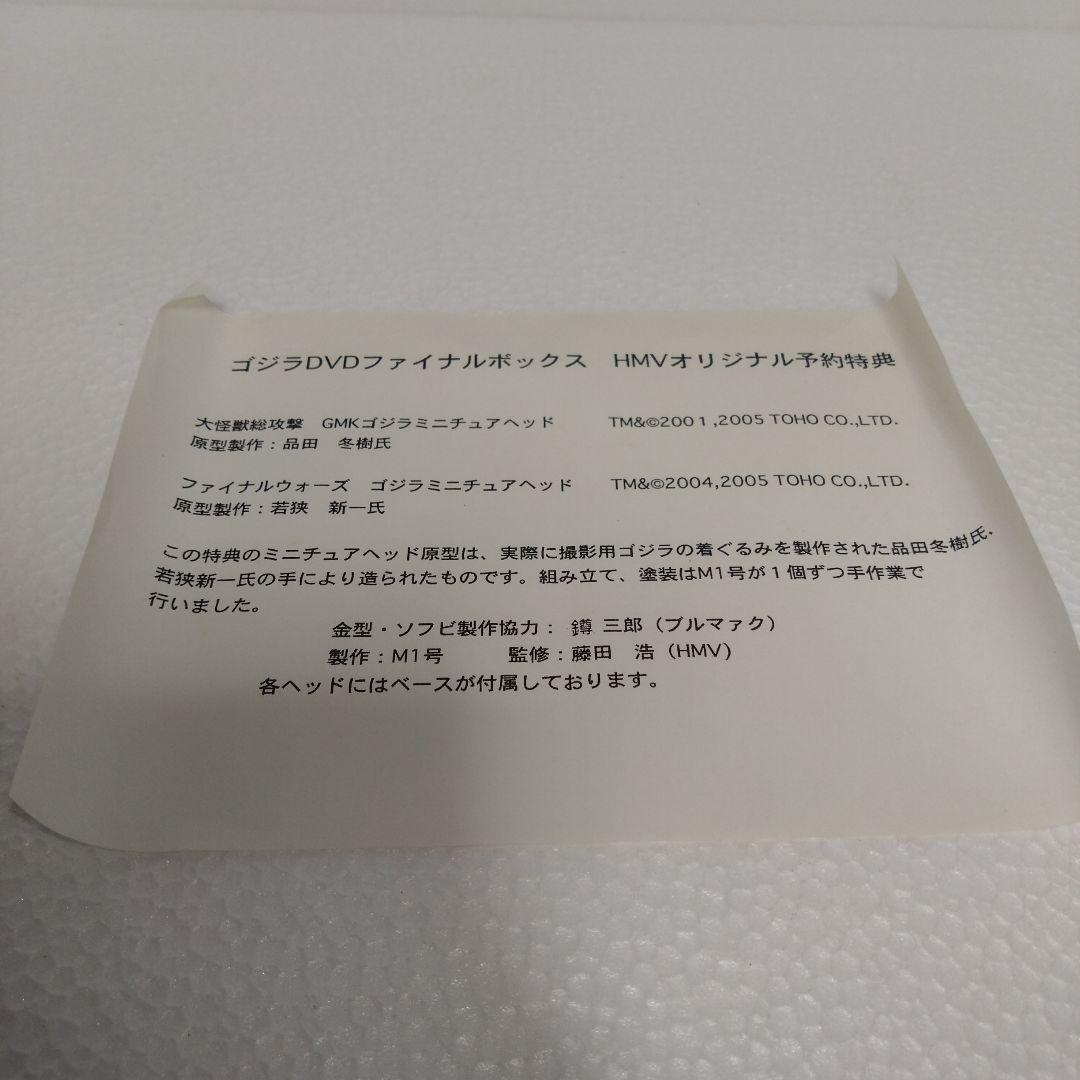 ゴジラDVDファイナルボックス　HMVオリジナル予約特典
大怪獣総攻撃　GMKゴジラミニチュアヘッド　　TM&©2001,2005 TOHO CO.,LTD.
原型製作：品田　冬樹氏
ファイナルウォーズ　ゴジラミニチュアヘッド　　TM&©2004,2005 TOHO CO.,LTD.
原型製作：若狭　新一氏
この特典のミニチュアヘッド原型は、実際に撮影用ゴジラの着ぐるみを製作された品田冬樹氏、
若狭新一氏の手により造られたものです。組み立て、塗装はM1号が１個ずつ手作業で
行いました。
金型・ソフビ製作協力：　鐏 三郎（ブルマァク）
製作：M1号　　　監修：藤田　浩（HMV）
各ヘッドにはベースが付属しております。